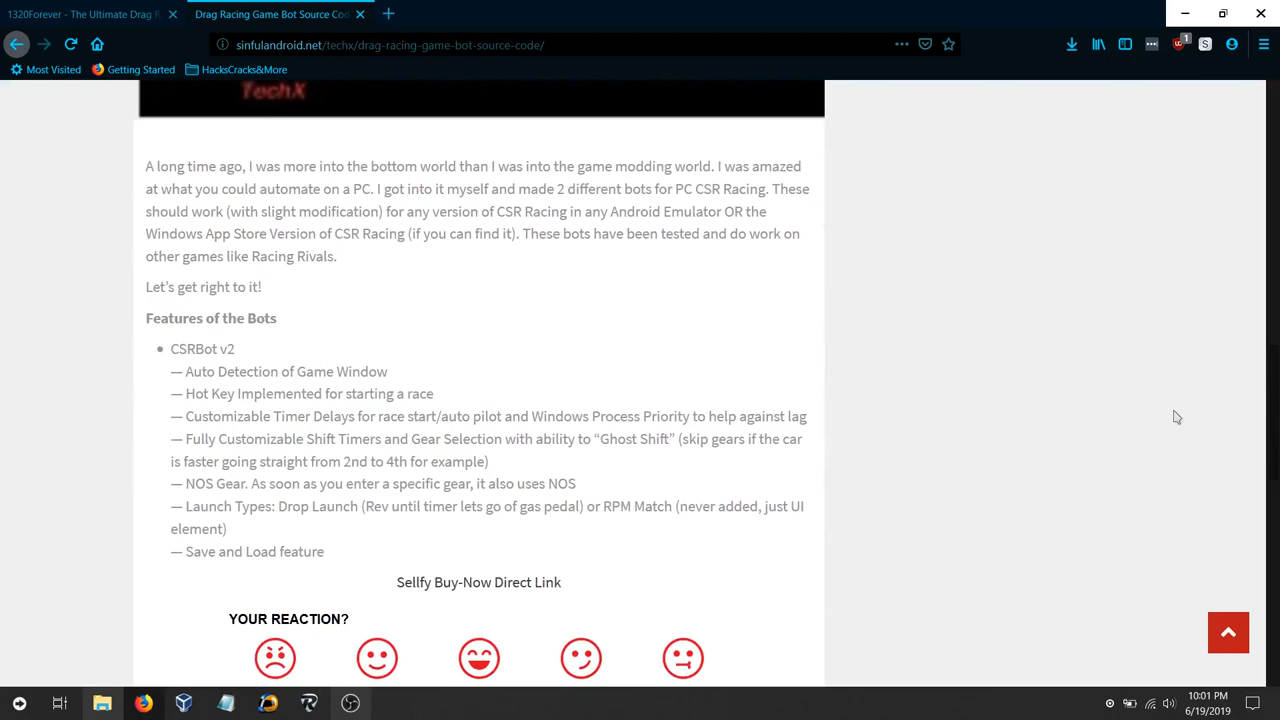 1320Forever - The Ultimate Drag R
Drag Racing Game Bot Source Cod
sinfulandroid.net/techx/drag-racing-game-bot-source-code/
Most Visited
Getting Started
HacksCracks&More
1
S
TechX
A long time ago, I was more into the bottom world than I was into the game modding world. I was amazed
at what you could automate on a PC. I got into it myself and made 2 different bots for PC CSR Racing. These
should work (with slight modification) for any version of CSR Racing in any Android Emulator OR the
Windows App Store Version of CSR Racing (if you can find it). These bots have been tested and do work on
other games like Racing Rivals.
Let's get right to it!
Features of the Bots
CSRBot v2
— Auto Detection of Game Window
— Hot Key Implemented for starting a race
— Customizable Timer Delays for race start/auto pilot and Windows Process Priority to help against lag
— Fully Customizable Shift Timers and Gear Selection with ability to “Ghost Shift” (skip gears if the car
is faster going straight from 2nd to 4th for example)
— NOS Gear. As soon as you enter a specific gear, it also uses NOS
— Launch Types: Drop Launch (Rev until timer lets go of gas pedal) or RPM Match (never added, just UI
element)
— Save and Load feature
Sellfy Buy-Now Direct Link
YOUR REACTION?
10:01 PM
6/19/2019